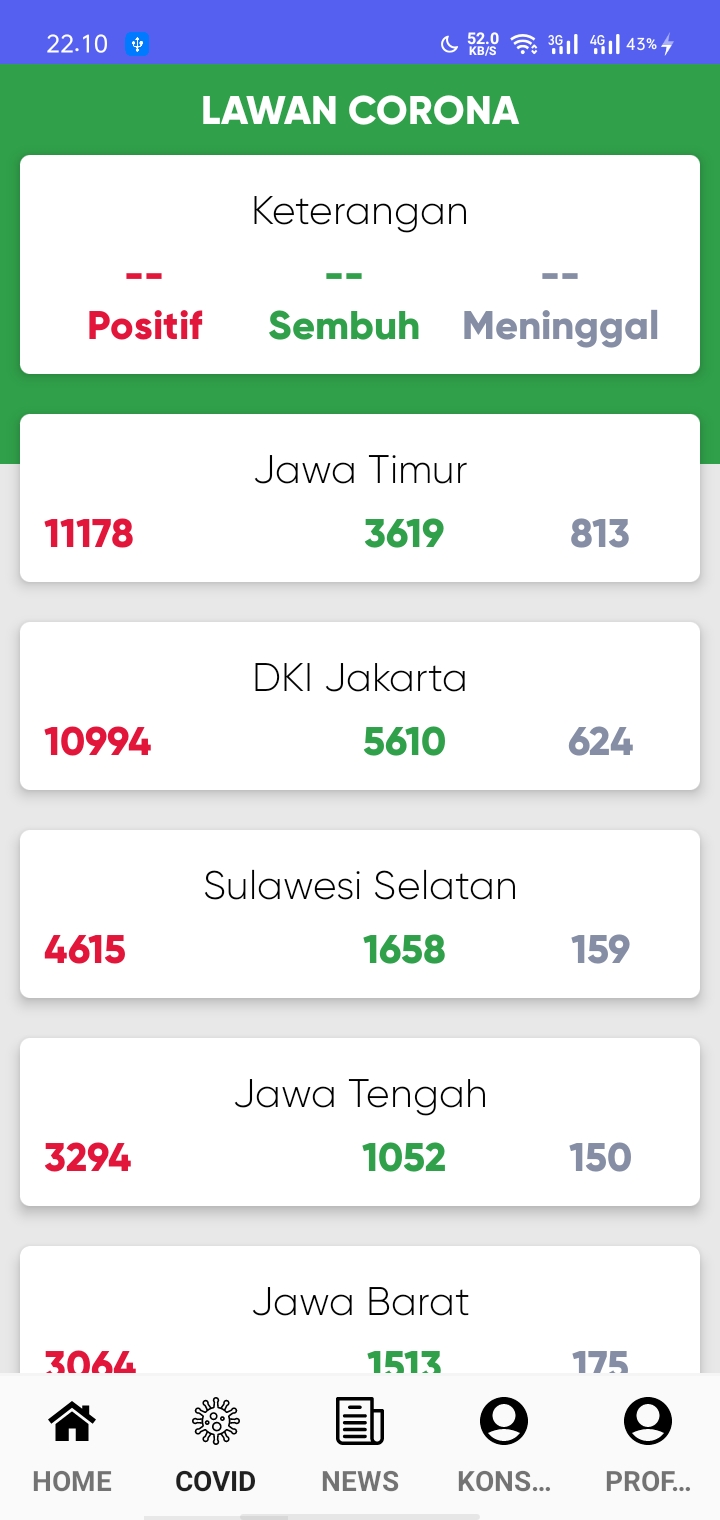 22.10 52.0 KB/S 3G 4G 43%
LAWAN CORONA
Keterangan
-- -- --
Positif Sembuh Meninggal
Jawa Timur
11178 3619 813
DKI Jakarta
10994 5610 624
Sulawesi Selatan
4615 1658 159
Jawa Tengah
3294 1052 150
Jawa Barat
3064 1513 175
HOME COVID NEWS KONS... PROF...